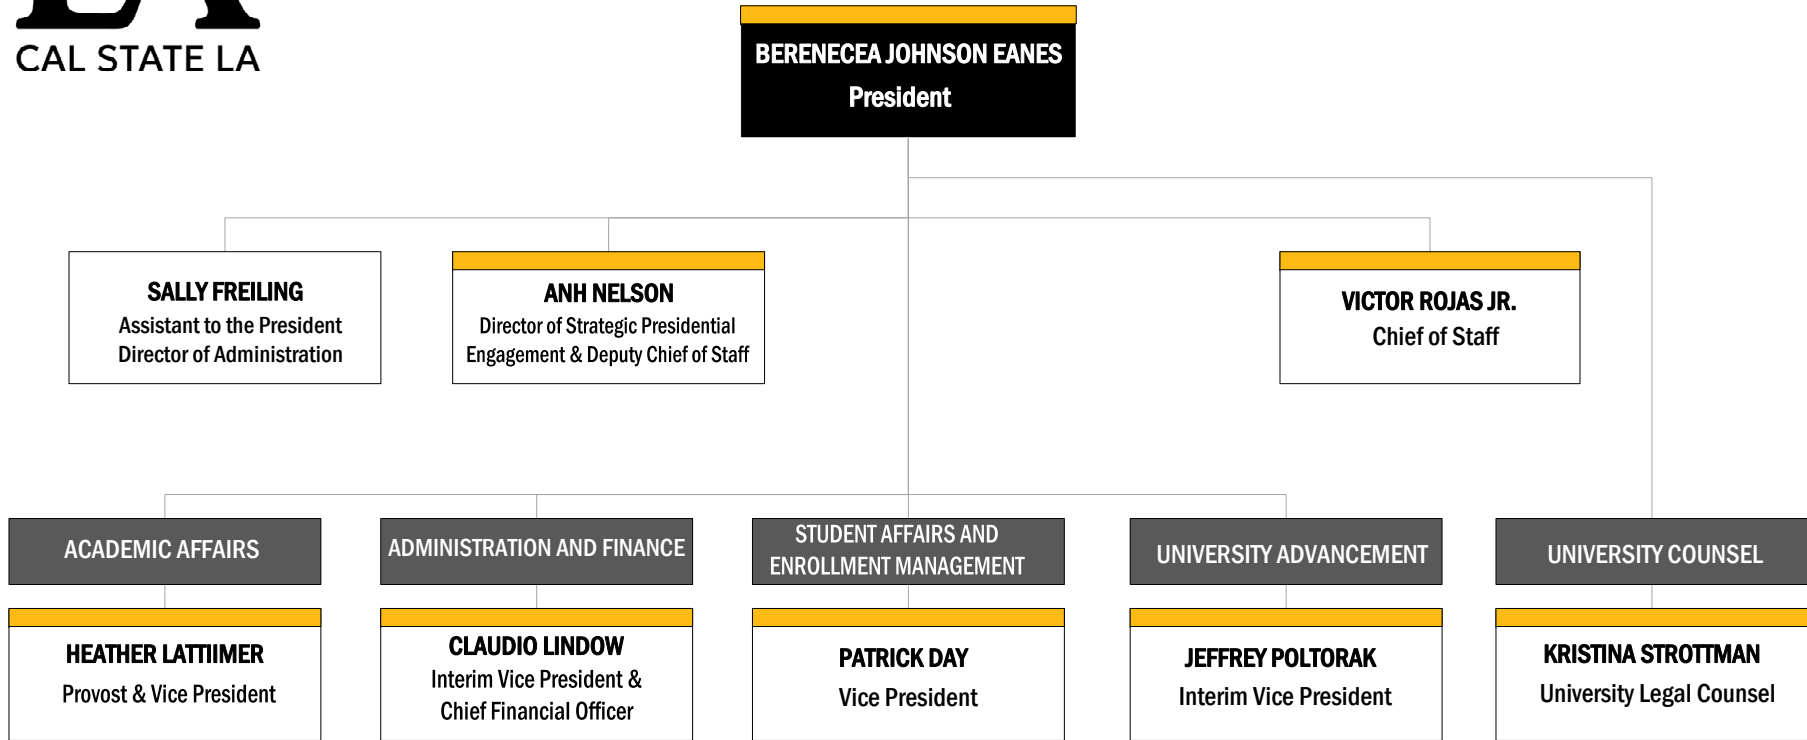 LA
CAL STATE LA
BERENECEA JOHNSON EANES
President
SALLY FREILING
Assistant to the President
Director of Administration
ANH NELSON
Director of Strategic Presidential
Engagement & Deputy Chief of Staff
VICTOR ROJAS JR.
Chief of Staff
ACADEMIC AFFAIRS
HEATHER LATTIIMER
Provost & Vice President
ADMINISTRATION AND FINANCE
CLAUDIO LINDOW
Interim Vice President &
Chief Financial Officer
STUDENT AFFAIRS AND
ENROLLMENT MANAGEMENT
PATRICK DAY
Vice President
UNIVERSITY ADVANCEMENT
JEFFREY POLTORAK
Interim Vice President
UNIVERSITY COUNSEL
KRISTINA STROTTMAN
University Legal Counsel